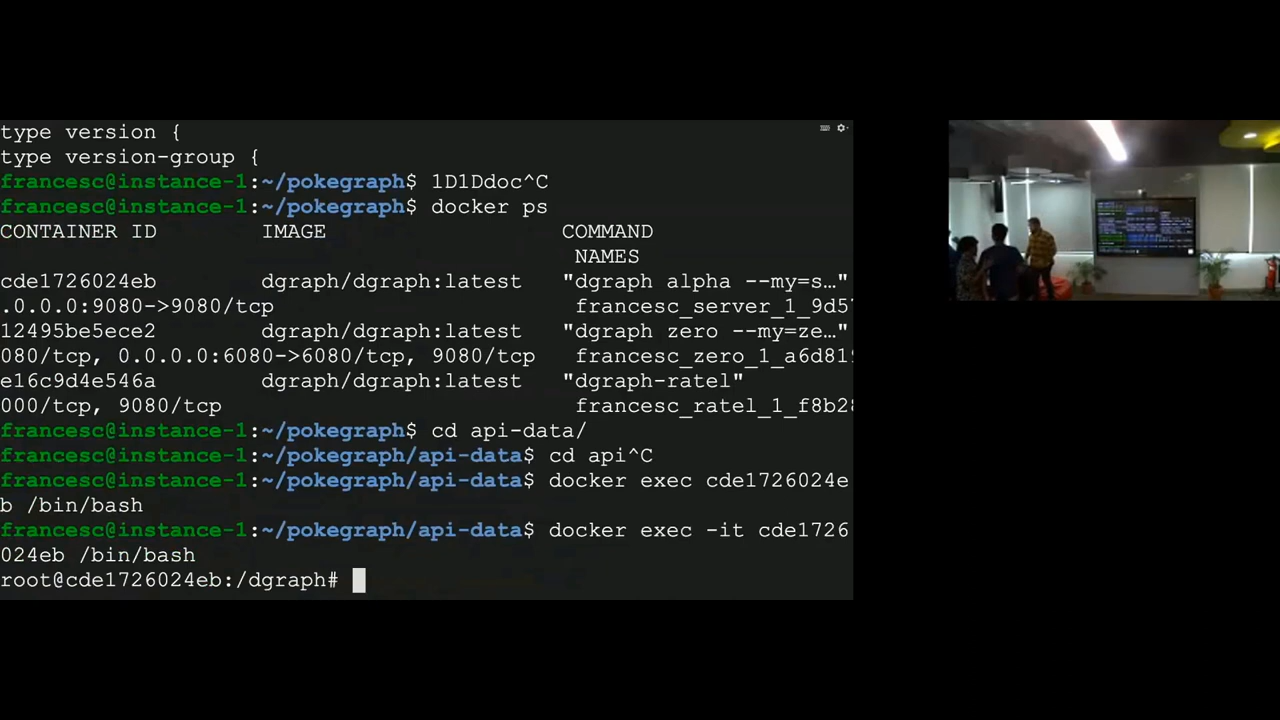 type version {
type version-group {
francesc@instance-1:~/pokegraph$ 1D1Ddoc^C
francesc@instance-1:~/pokegraph$ docker ps
CONTAINER ID IMAGE COMMAND
NAMES
cde1726024eb dgraph/dgraph:latest "dgraph alpha --my=s…"
.0.0.0:9080->9080/tcp francesc_server_1_9d57
12495be5ece2 dgraph/dgraph:latest "dgraph zero --my=ze…"
080/tcp, 0.0.0.0:6080->6080/tcp, 9080/tcp francesc_zero_1_a6d819
e16c9d4e546a dgraph/dgraph:latest "dgraph-ratel"
000/tcp, 9080/tcp francesc_ratel_1_f8b28
francesc@instance-1:~/pokegraph$ cd api-data/
francesc@instance-1:~/pokegraph/api-data$ cd api^C
francesc@instance-1:~/pokegraph/api-data$ docker exec cde1726024e
b /bin/bash
francesc@instance-1:~/pokegraph/api-data$ docker exec -it cde1726
024eb /bin/bash
root@cde1726024eb:/dgraph#